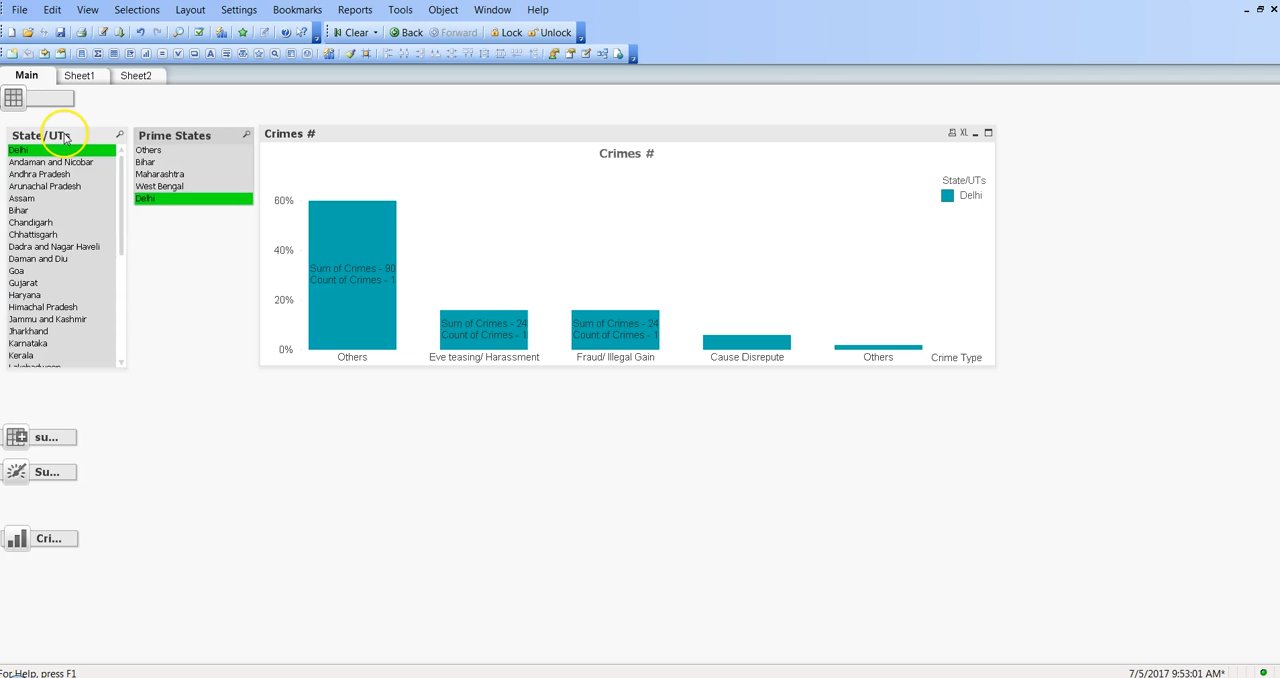 File Edit View Selections Layout Settings Bookmarks Reports Tools Object Window Help
Clear Back Forward Lock Unlock
Main Sheet1 Sheet2
State/UTs
Delhi
Andaman and Nicobar
Andhra Pradesh
Arunachal Pradesh
Assam
Bihar
Chandigarh
Chhattisgarh
Dadra and Nagar Haveli
Daman and Diu
Goa
Gujarat
Haryana
Himachal Pradesh
Jammu and Kashmir
Jharkhand
Karnataka
Kerala
Lakshadweep
Prime States
Others
Bihar
Maharashtra
West Bengal
Delhi
Crimes # XL
Crimes #
State/UTs
Delhi
60%
40%
20%
0%
Sum of Crimes - 90
Count of Crimes - 1
Sum of Crimes - 24
Count of Crimes - 1
Sum of Crimes - 24
Count of Crimes - 1
Others Eve teasing/ Harassment Fraud/ Illegal Gain Cause Disrepute Others Crime Type
su...
Su...
Cri...
For Help, press F1 7/5/2017 9:53:01 AM*